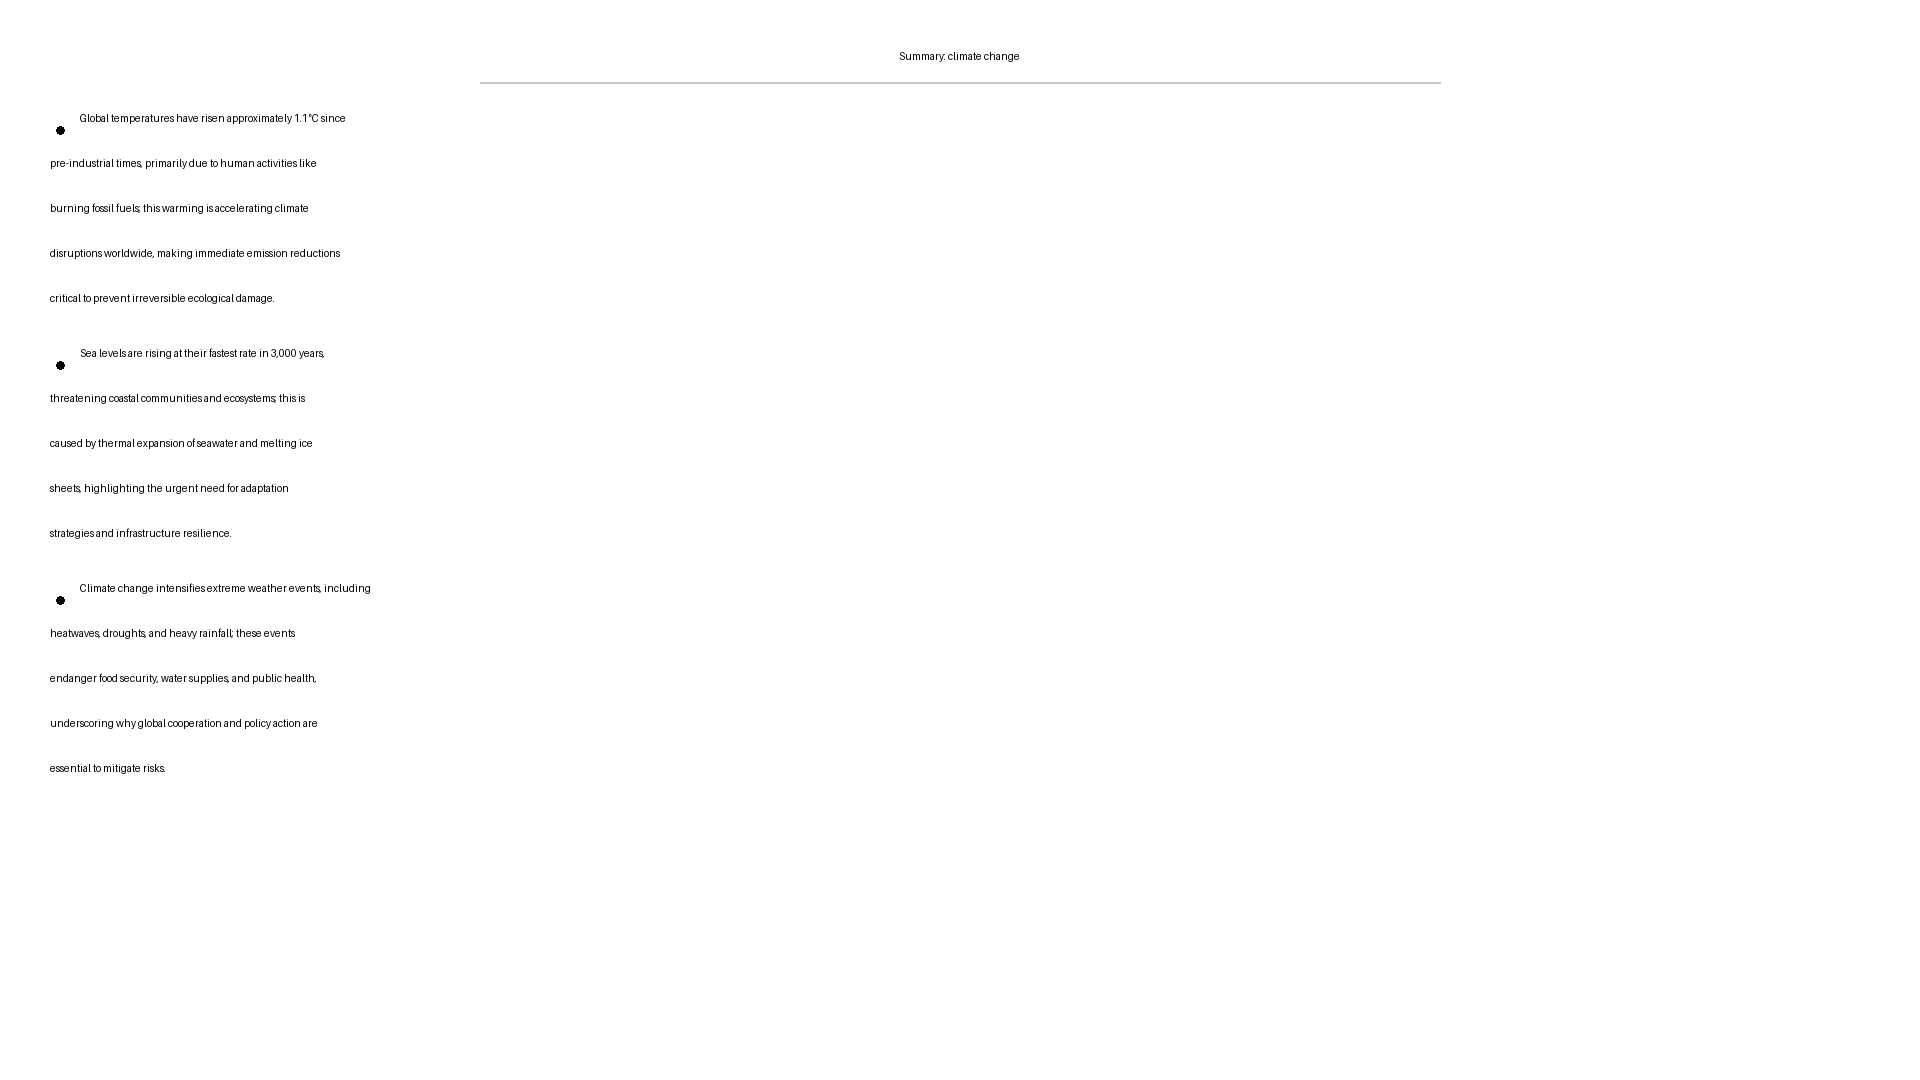 Summary: climate change
Global temperatures have risen approximately 1.1°C since
pre-industrial times, primarily due to human activities like
burning fossil fuels; this warming is accelerating climate
disruptions worldwide, making immediate emission reductions
critical to prevent irreversible ecological damage.
Sea levels are rising at their fastest rate in 3,000 years,
threatening coastal communities and ecosystems; this is
caused by thermal expansion of seawater and melting ice
sheets, highlighting the urgent need for adaptation
strategies and infrastructure resilience.
Climate change intensifies extreme weather events, including
heatwaves, droughts, and heavy rainfall; these events
endanger food security, water supplies, and public health,
underscoring why global cooperation and policy action are
essential to mitigate risks.